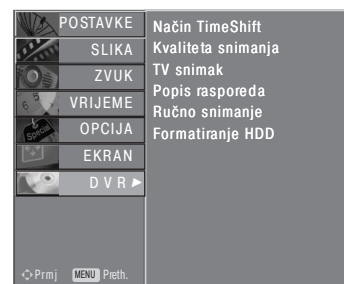 POSTAVKE
SLIKA
ZVUK
VRIJEME
Special
OPCIJA
EKRAN
DVR
Način TimeShift
Kvaliteta snimanja
TV snimak
Popis rasporeda
Ručno snimanje
Formatiranje HDD
Prmj MENU Preth.